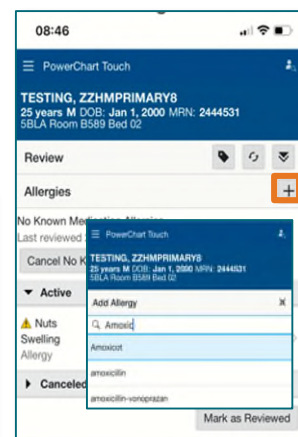 08:46
PowerChart Touch
TESTING, ZZHMPRIMARY8
25 years M DOB: Jan 1, 2000 MRN: 2444531
5BLA Room B589 Bed 02
Review
Allergies
+
No Known Medication Allergies
Last reviewed
Cancel No K
Active
Nuts
Swelling
Allergy
Canceled
Mark as Reviewed
PowerChart Touch
TESTING, ZZHMPRIMARY8
25 years M DOB: Jan 1, 2000 MRN: 2444531
5BLA Room B589 Bed 02
Add Allergy
Amoxic
Amoxicot
amoxicillin
amoxicillin-vonoprazan